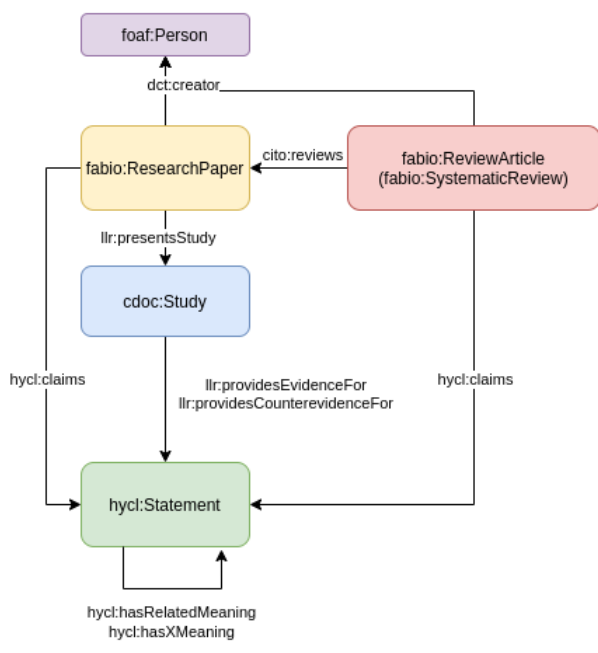 foaf:Person
dct:creator
fabio:ResearchPaper
cito:reviews
fabio:ReviewArticle
(fabio:SystematicReview)
llr:presentsStudy
cdoc:Study
hycl:claims
llr:providesEvidenceFor
llr:providesCounterevidenceFor
hycl:claims
hycl:Statement
hycl:hasRelatedMeaning
hycl:hasXMeaning